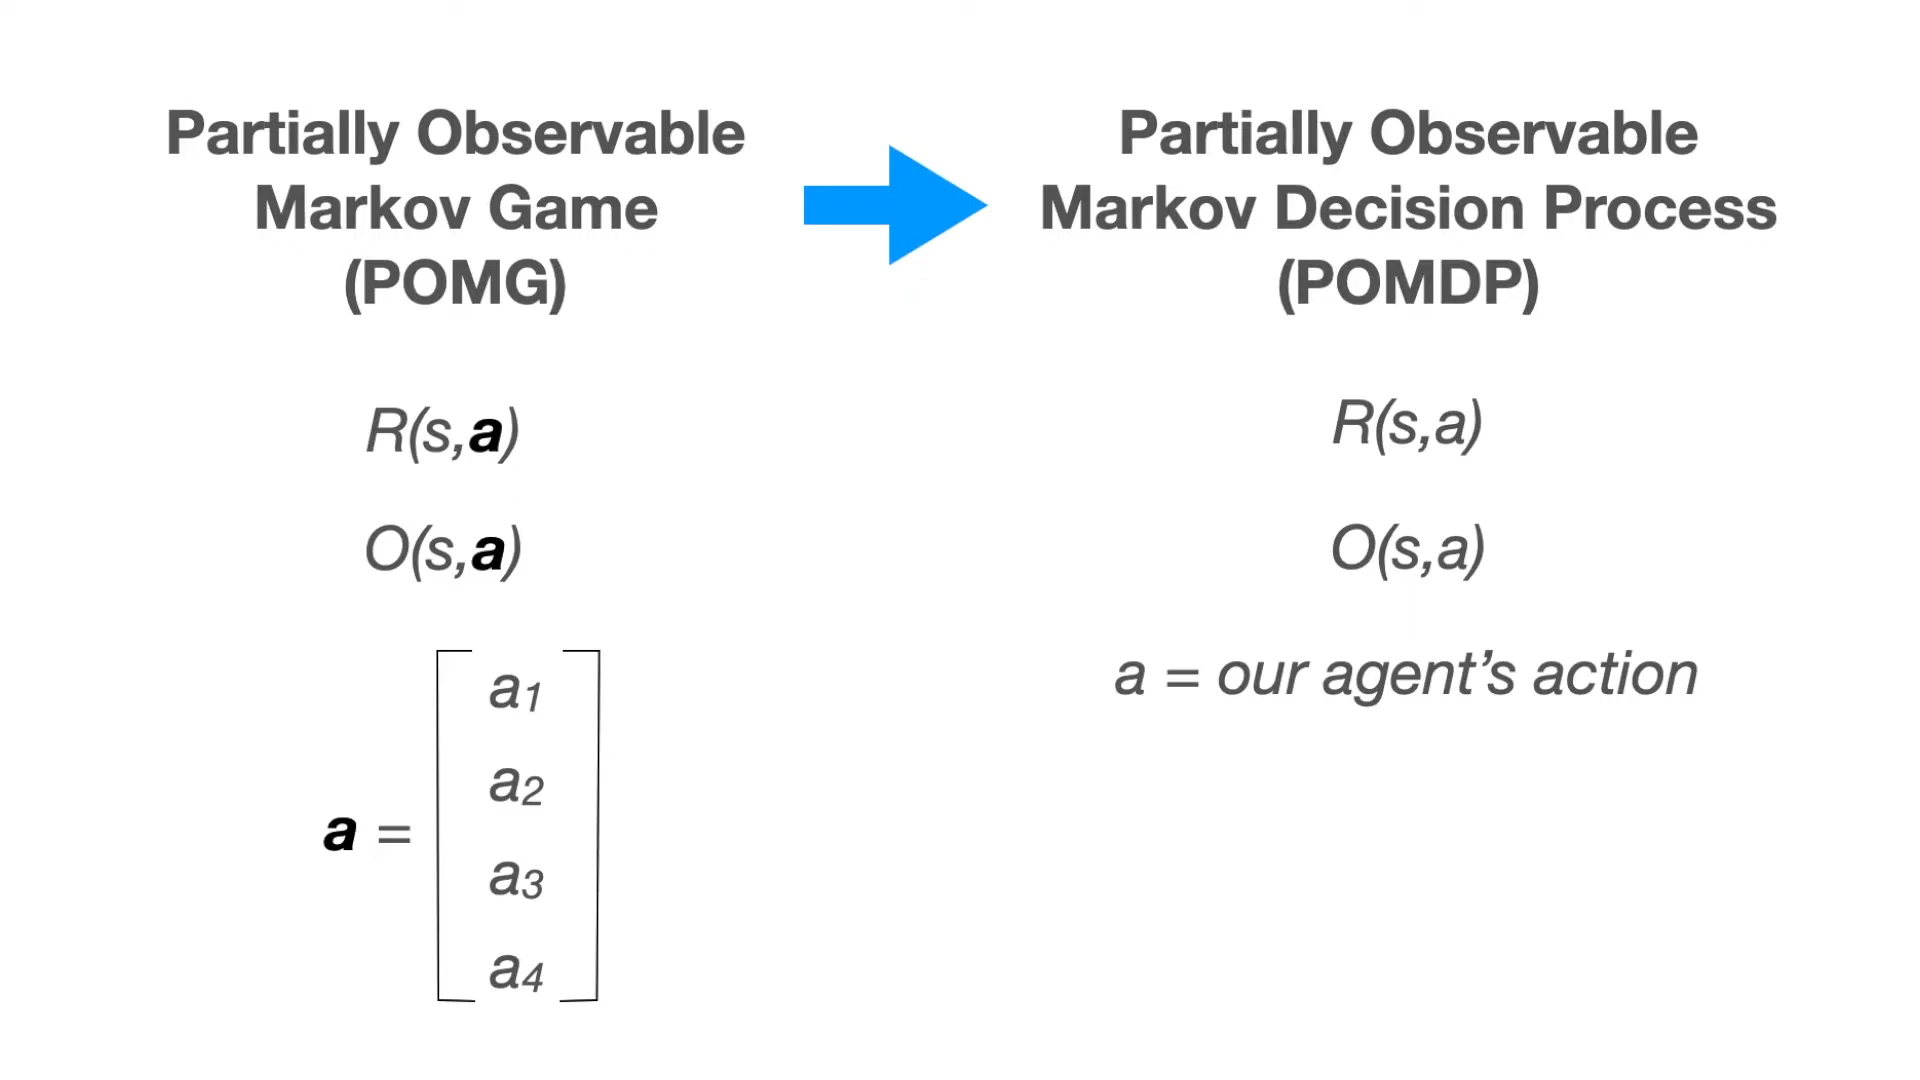 Partially Observable
Markov Game
(POMG)
R(s,a)
O(s,a)
a =
a1
a2
a3
a4
Partially Observable
Markov Decision Process
(POMDP)
R(s,a)
O(s,a)
a = our agent's action